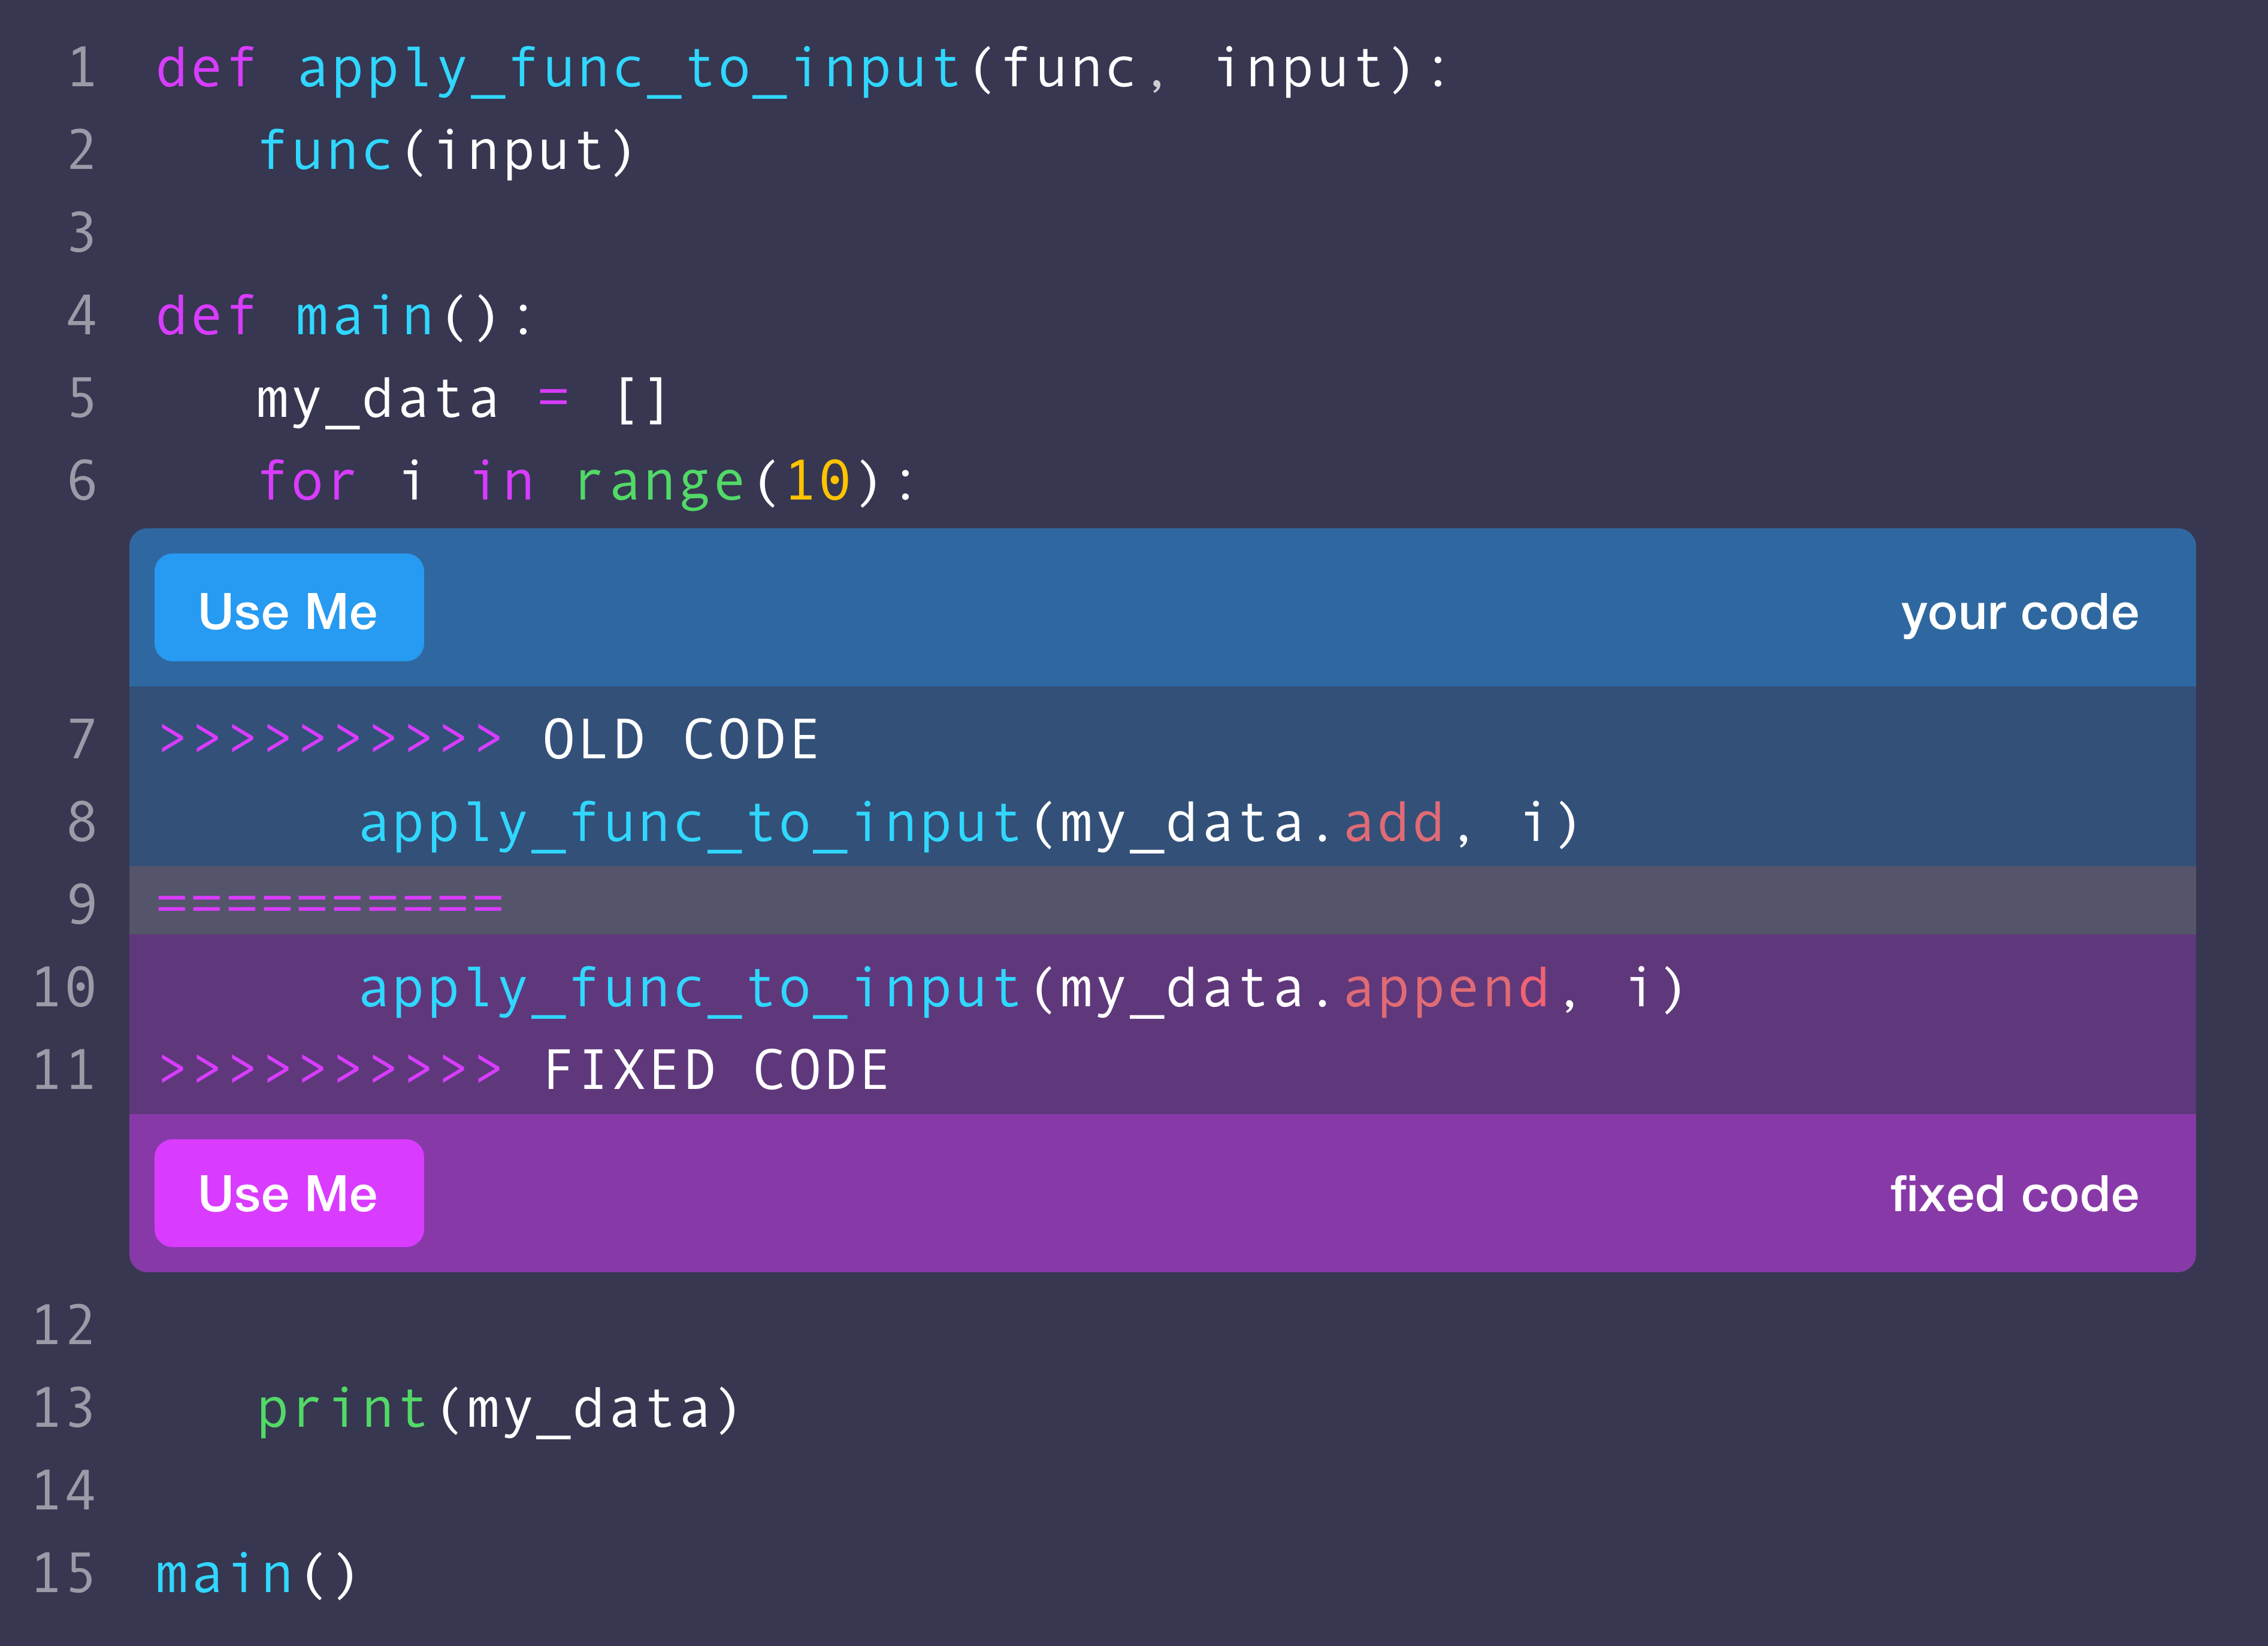 1 def apply_func_to_input(func, input):
2 func(input)
3
4 def main():
5 my_data = []
6 for i in range(10):
Use Me your code
7 >>>>>>>>>> OLD CODE
8 apply_func_to_input(my_data.add, i)
9 ==========
10 apply_func_to_input(my_data.append, i)
11 >>>>>>>>>> FIXED CODE
Use Me fixed code
12
13 print(my_data)
14
15 main()